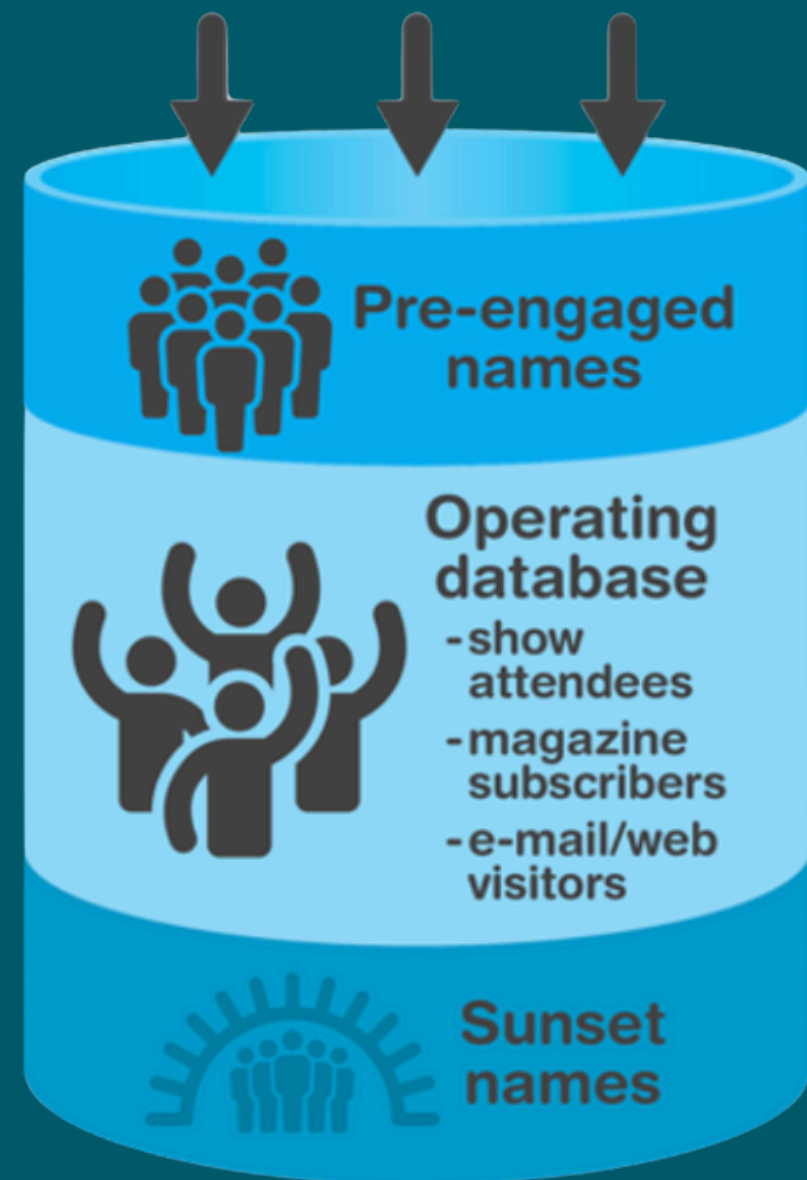 Pre-engaged
names
Operating
database
-show
attendees
-magazine
subscribers
-e-mail/web
visitors
Sunset
names